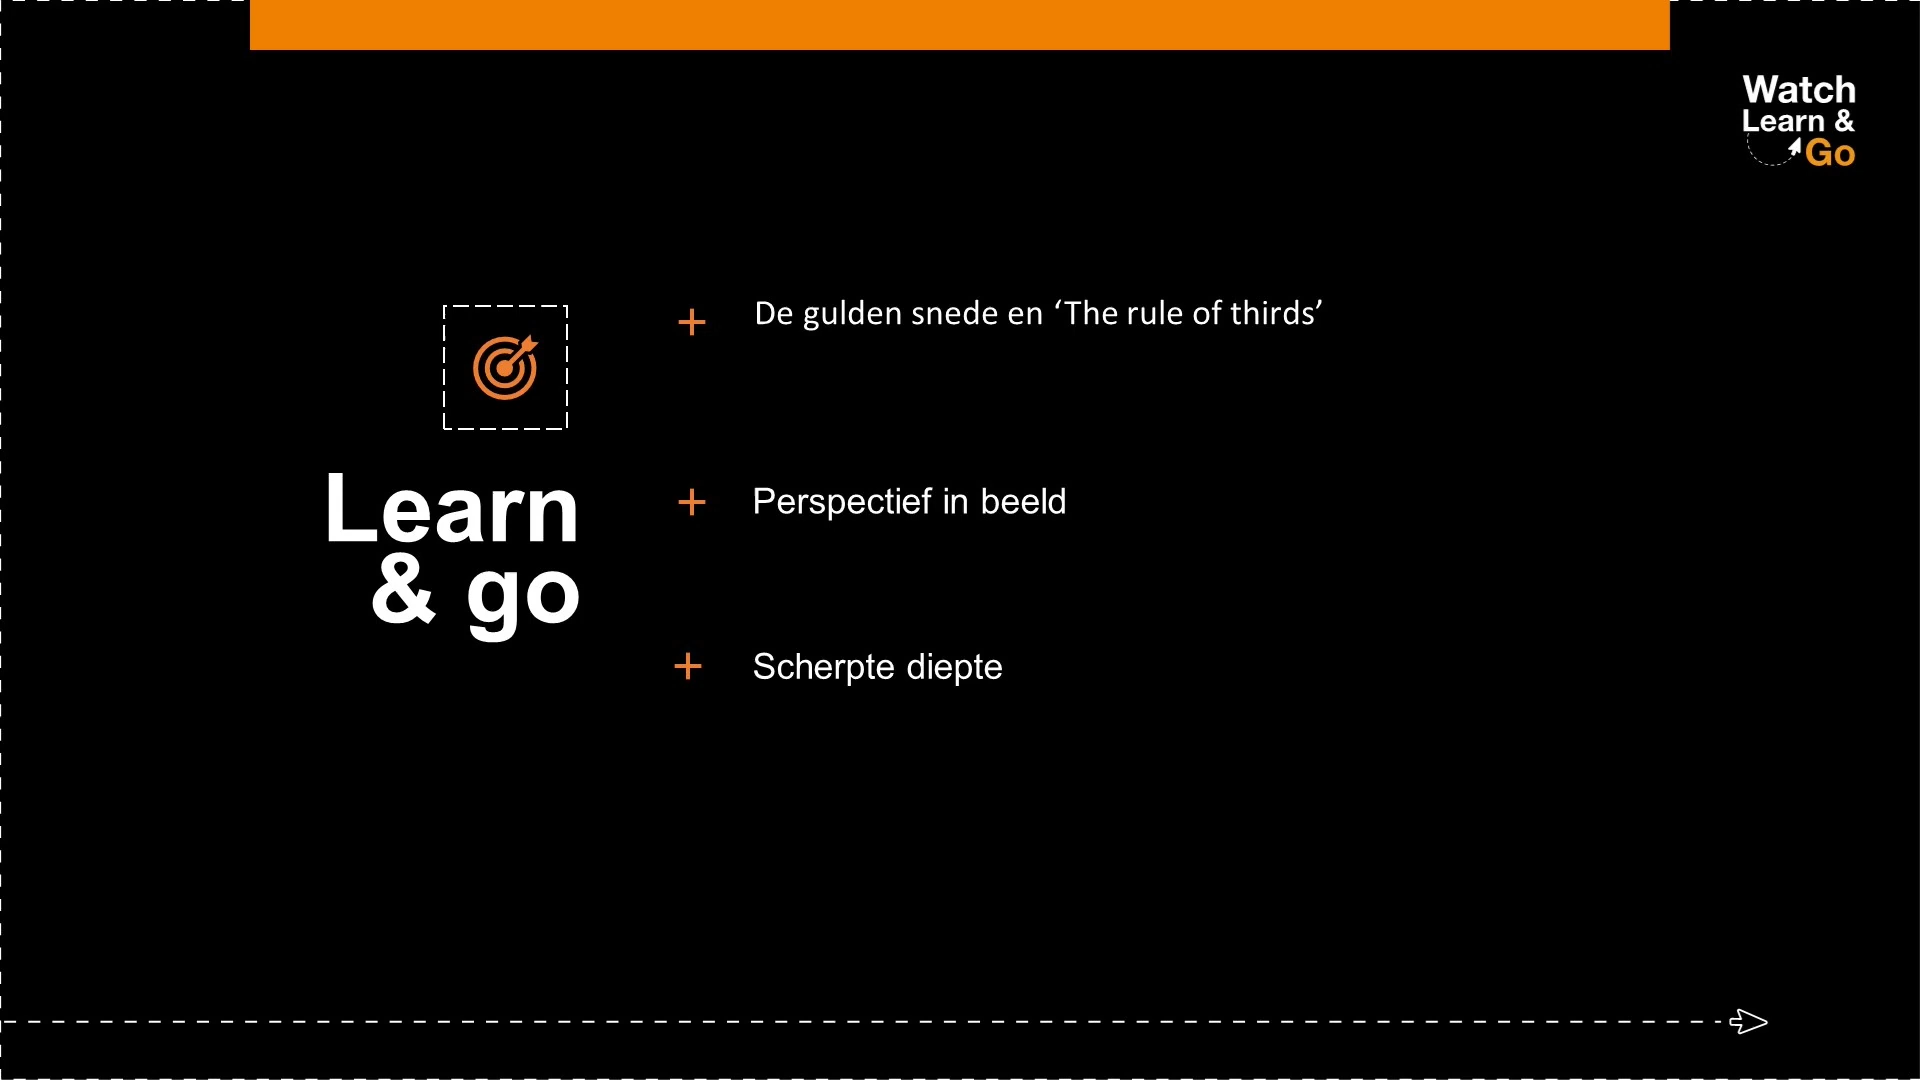 Watch
Learn &
Go
Learn
& go
De gulden snede en ‘The rule of thirds’
Perspectief in beeld
Scherpte diepte